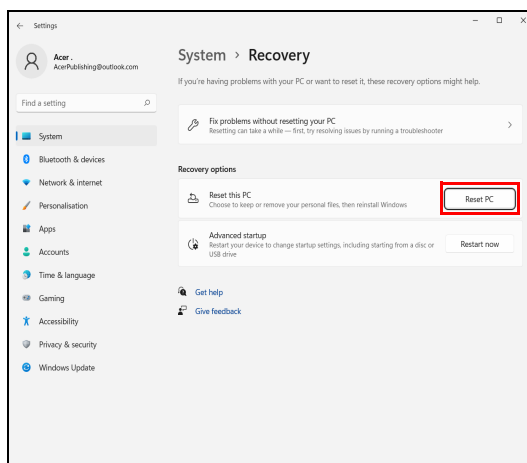 Settings
Acer .
AcerPublishing@outlook.com
Find a setting
System
Bluetooth & devices
Network & internet
Personalisation
Apps
Accounts
Time & language
Gaming
Accessibility
Privacy & security
Windows Update
System > Recovery
If you're having problems with your PC or want to reset it, these recovery options might help.
Fix problems without resetting your PC
Resetting can take a while — first, try resolving issues by running a troubleshooter
Recovery options
Reset this PC
Choose to keep or remove your personal files, then reinstall Windows
Reset PC
Advanced startup
Restart your device to change startup settings, including starting from a disc or
USB drive
Restart now
Get help
Give feedback